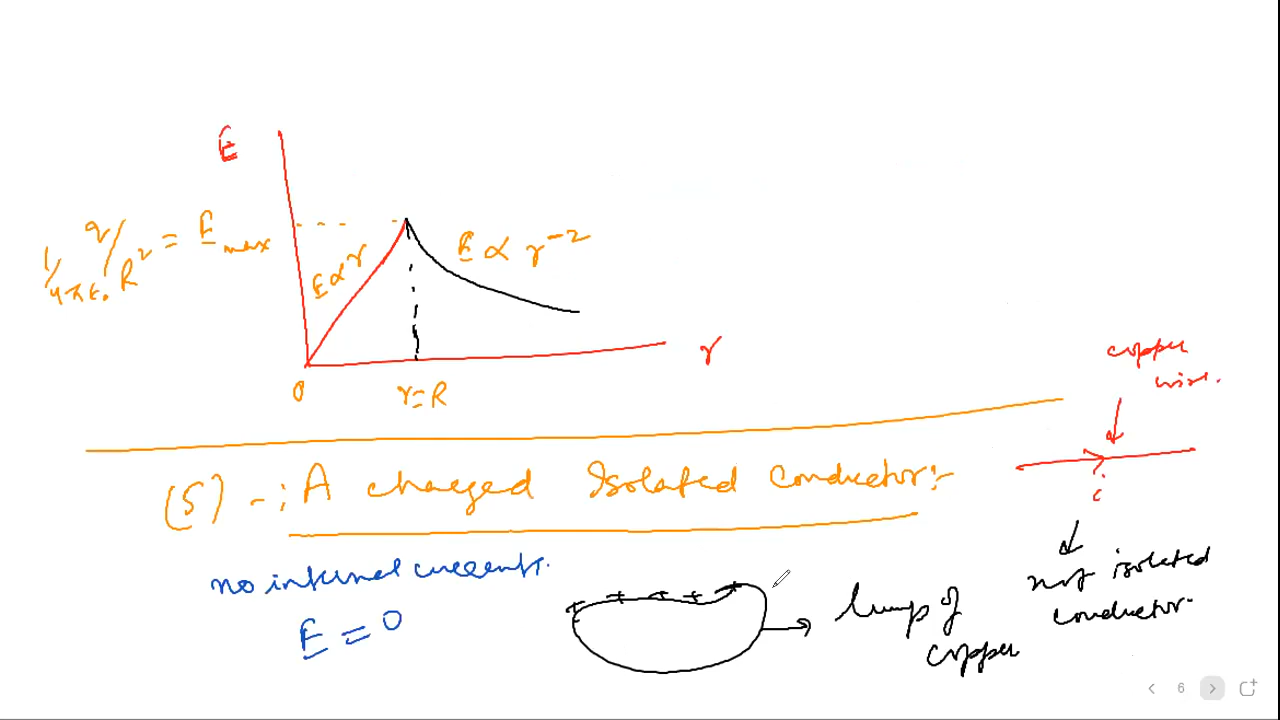 E
1/4πε₀ q/R² = Emax
E ∝ r
E ∝ r⁻²
r
0
r=R
copper
wire.
i
(5) -: A charged Isolated Conductor:-
no internal currents.
E = 0
+ + + + +
lump of
copper
not isolated
conductor.
6